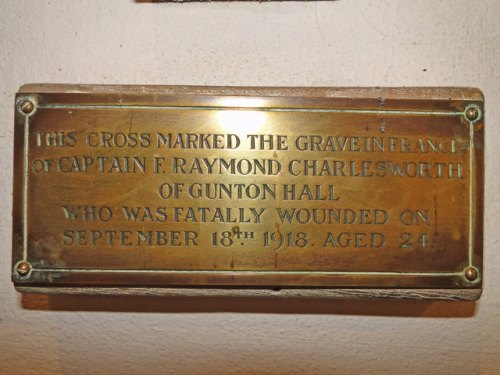 THIS CROSS MARKED THE GRAVE IN FRANCE
OF CAPTAIN F. RAYMOND CHARLESWORTH
OF GUNTON HALL
WHO WAS FATALLY WOUNDED ON
SEPTEMBER 18TH 1918. AGED 24.